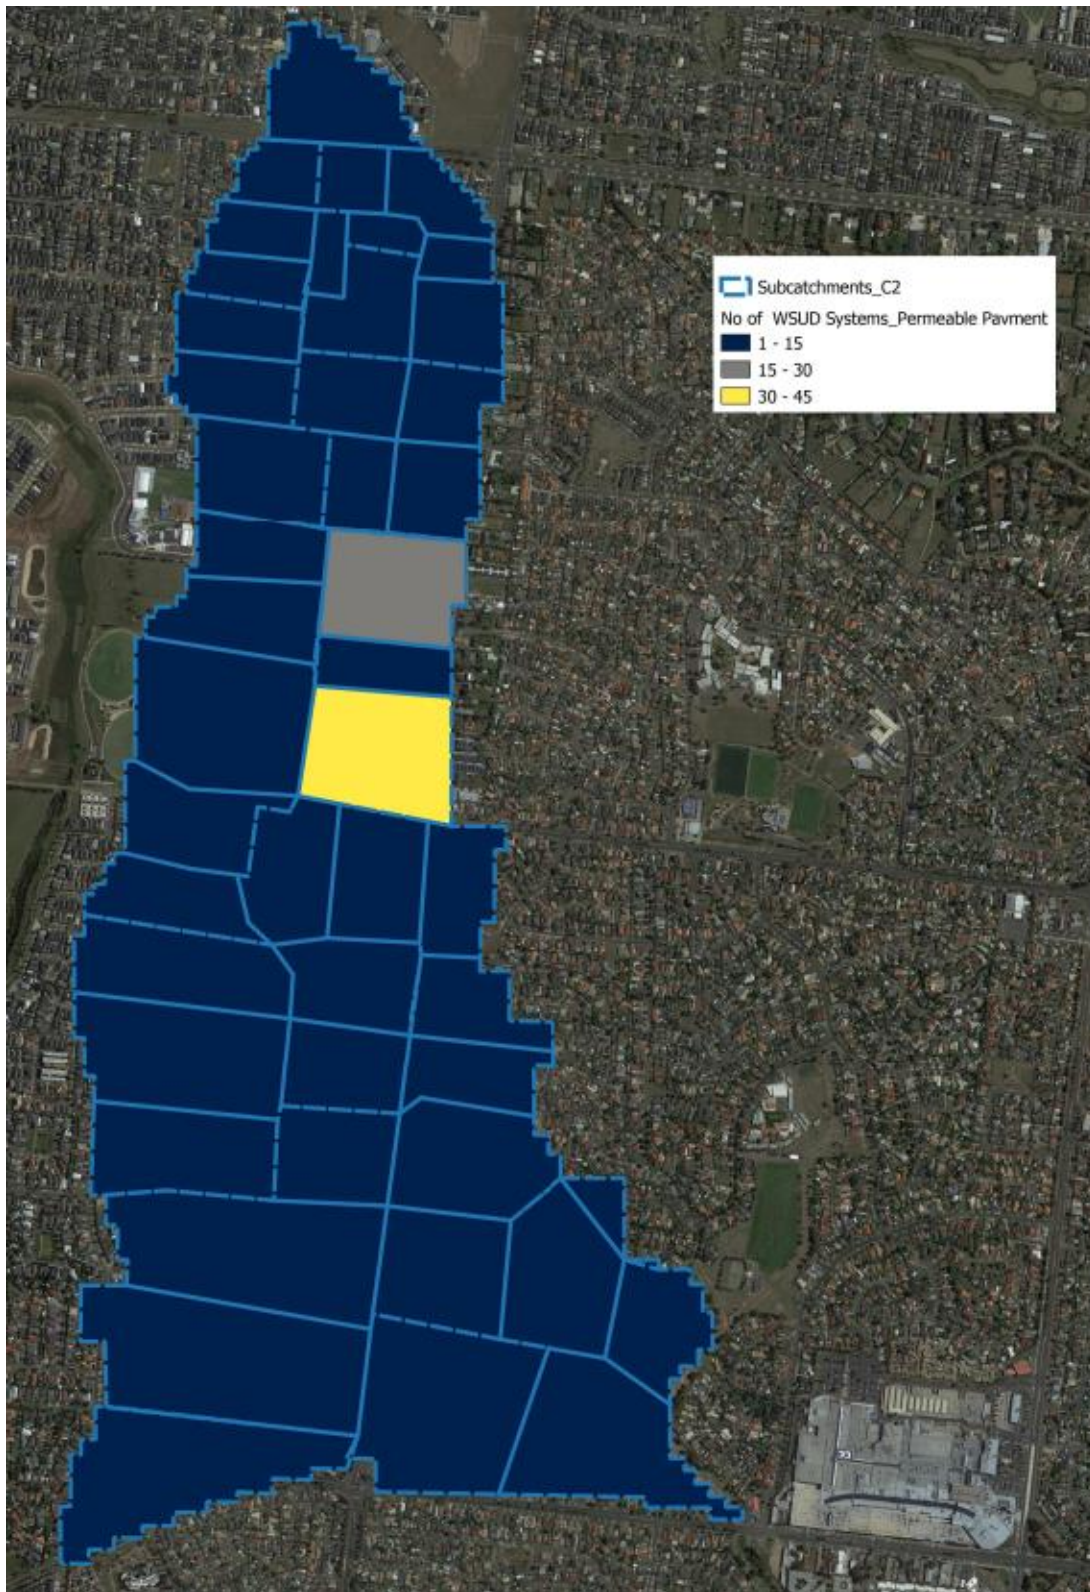 Subcatchments_C2
No of WSUD Systems_Permeable Pavment
1 - 15
15 - 30
30 - 45